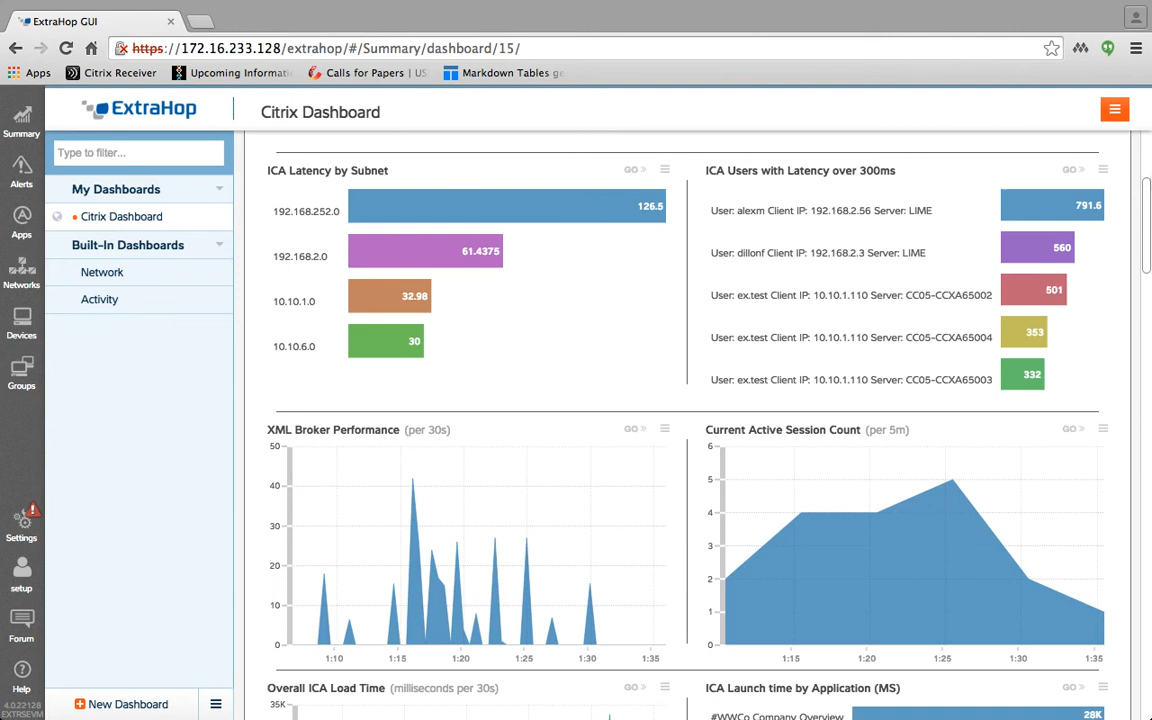 ExtraHop GUI
https://172.16.233.128/extrahop/#/Summary/dashboard/15/
Apps
Citrix Receiver
Upcoming Informati
Calls for Papers | US
Markdown Tables ge
Summary
Alerts
Apps
Networks
Devices
Groups
Settings
setup
Forum
Help
4.0.22128
EXTRSEVM
ExtraHop
Type to filter...
My Dashboards
Citrix Dashboard
Built-In Dashboards
Network
Activity
New Dashboard
Citrix Dashboard
ICA Latency by Subnet
GO »
192.168.252.0 126.5
192.168.2.0 61.4375
10.10.1.0 32.98
10.10.6.0 30
ICA Users with Latency over 300ms
GO »
User: alexm Client IP: 192.168.2.56 Server: LIME 791.6
User: dillonf Client IP: 192.168.2.3 Server: LIME 560
User: ex.test Client IP: 10.10.1.110 Server: CC05-CCXA65002 501
User: ex.test Client IP: 10.10.1.110 Server: CC05-CCXA65004 353
User: ex.test Client IP: 10.10.1.110 Server: CC05-CCXA65003 332
XML Broker Performance (per 30s)
GO »
50
40
30
20
10
0
1:10 1:15 1:20 1:25 1:30 1:35
Current Active Session Count (per 5m)
GO »
6
5
4
3
2
1
0
1:15 1:20 1:25 1:30 1:35
Overall ICA Load Time (milliseconds per 30s)
GO »
35K
ICA Launch time by Application (MS)
GO »
#WWCo Company Overview 28K